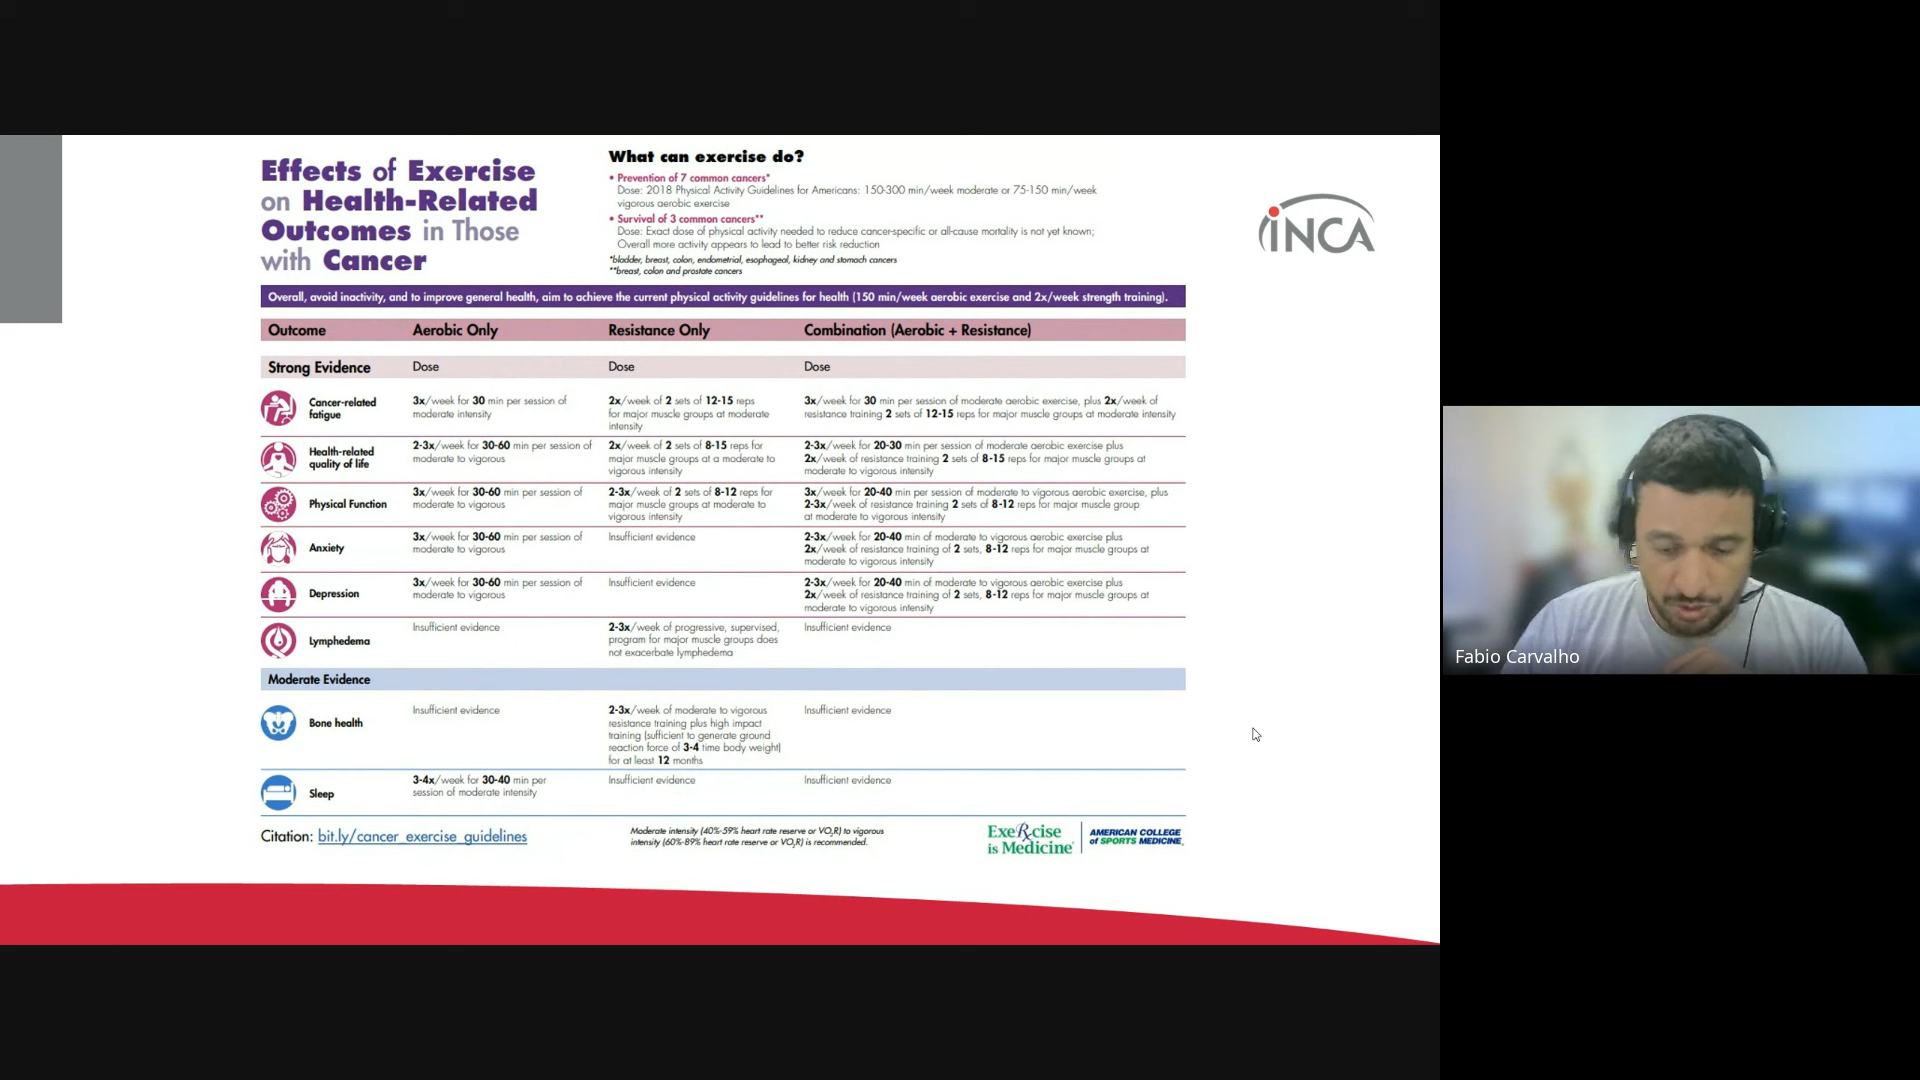 Effects of Exercise
on Health-Related
Outcomes in Those
with Cancer
What can exercise do?
• Prevention of 7 common cancers*
Dose: 2018 Physical Activity Guidelines for Americans: 150-300 min/week moderate or 75-150 min/week
vigorous aerobic exercise
• Survival of 3 common cancers**
Dose: Exact dose of physical activity needed to reduce cancer-specific or all-cause mortality is not yet known;
Overall more activity appears to lead to better risk reduction
*bladder, breast, colon, endometrial, esophageal, kidney and stomach cancers
**breast, colon and prostate cancers
INCA
Overall, avoid inactivity, and to improve general health, aim to achieve the current physical activity guidelines for health (150 min/week aerobic exercise and 2x/week strength training).
Outcome Aerobic Only Resistance Only Combination (Aerobic + Resistance)
Strong Evidence Dose Dose Dose
Cancer-related
fatigue
3x/week for 30 min per session of
moderate intensity
2x/week of 2 sets of 12-15 reps
for major muscle groups at moderate
intensity
3x/week for 30 min per session of moderate aerobic exercise, plus 2x/week of
resistance training 2 sets of 12-15 reps for major muscle groups at moderate intensity
Health-related
quality of life
2-3x/week for 30-60 min per session of
moderate to vigorous
2x/week of 2 sets of 8-15 reps for
major muscle groups at a moderate to
vigorous intensity
2-3x/week for 20-30 min per session of moderate aerobic exercise plus
2x/week of resistance training 2 sets of 8-15 reps for major muscle groups at
moderate to vigorous intensity
Physical Function
3x/week for 30-60 min per session of
moderate to vigorous
2-3x/week of 2 sets of 8-12 reps for
major muscle groups at moderate to
vigorous intensity
3x/week for 20-40 min per session of moderate to vigorous aerobic exercise, plus
2-3x/week of resistance training 2 sets of 8-12 reps for major muscle group
at moderate to vigorous intensity
Anxiety
3x/week for 30-60 min per session of
moderate to vigorous
Insufficient evidence
2-3x/week for 20-40 min of moderate to vigorous aerobic exercise plus
2x/week of resistance training of 2 sets, 8-12 reps for major muscle groups at
moderate to vigorous intensity
Depression
3x/week for 30-60 min per session of
moderate to vigorous
Insufficient evidence
2-3x/week for 20-40 min of moderate to vigorous aerobic exercise plus
2x/week of resistance training of 2 sets, 8-12 reps for major muscle groups at
moderate to vigorous intensity
Lymphedema
Insufficient evidence
2-3x/week of progressive, supervised,
program for major muscle groups does
not exacerbate lymphedema
Insufficient evidence
Moderate Evidence
Bone health
Insufficient evidence
2-3x/week of moderate to vigorous
resistance training plus high impact
training (sufficient to generate ground
reaction force of 3-4 time body weight)
for at least 12 months
Insufficient evidence
Sleep
3-4x/week for 30-40 min per
session of moderate intensity
Insufficient evidence
Insufficient evidence
Citation: bit.ly/cancer_exercise_guidelines
Moderate intensity (40%-59% heart rate reserve or VO₂R) to vigorous
intensity (60%-89% heart rate reserve or VO₂R) is recommended.
ExeRcise
is Medicine
AMERICAN COLLEGE
of SPORTS MEDICINE
Fabio Carvalho